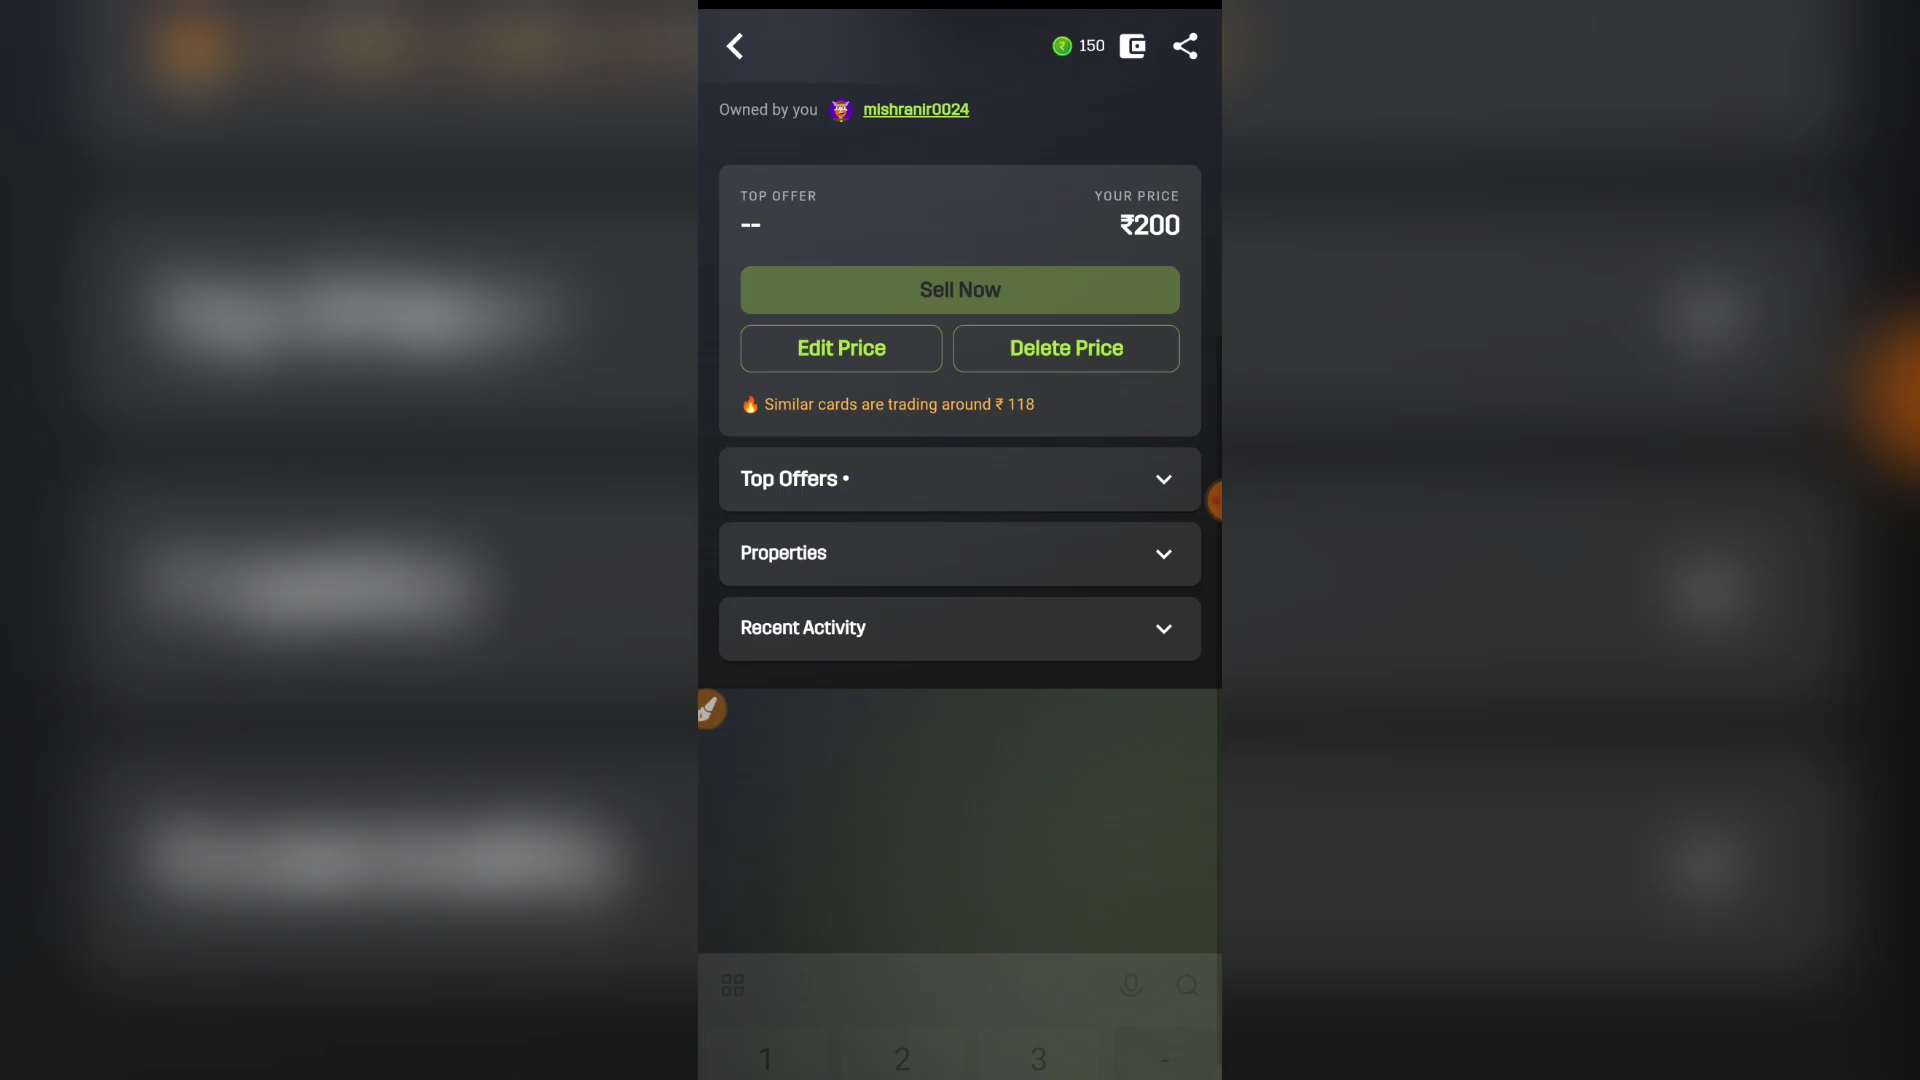 150
Owned by you mishranir0024
TOP OFFER YOUR PRICE
-- ₹200
Sell Now
Edit Price Delete Price
🔥 Similar cards are trading around ₹ 118
Top Offers •
Properties
Recent Activity
1 2 3 -